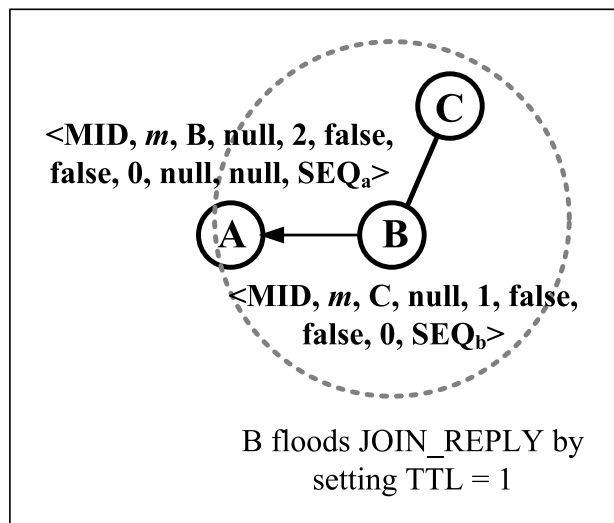 C
<MID, m, B, null, 2, false,
false, 0, null, null, SEQa>
A
B
<MID, m, C, null, 1, false,
false, 0, SEQb>
B floods JOIN_REPLY by
setting TTL = 1